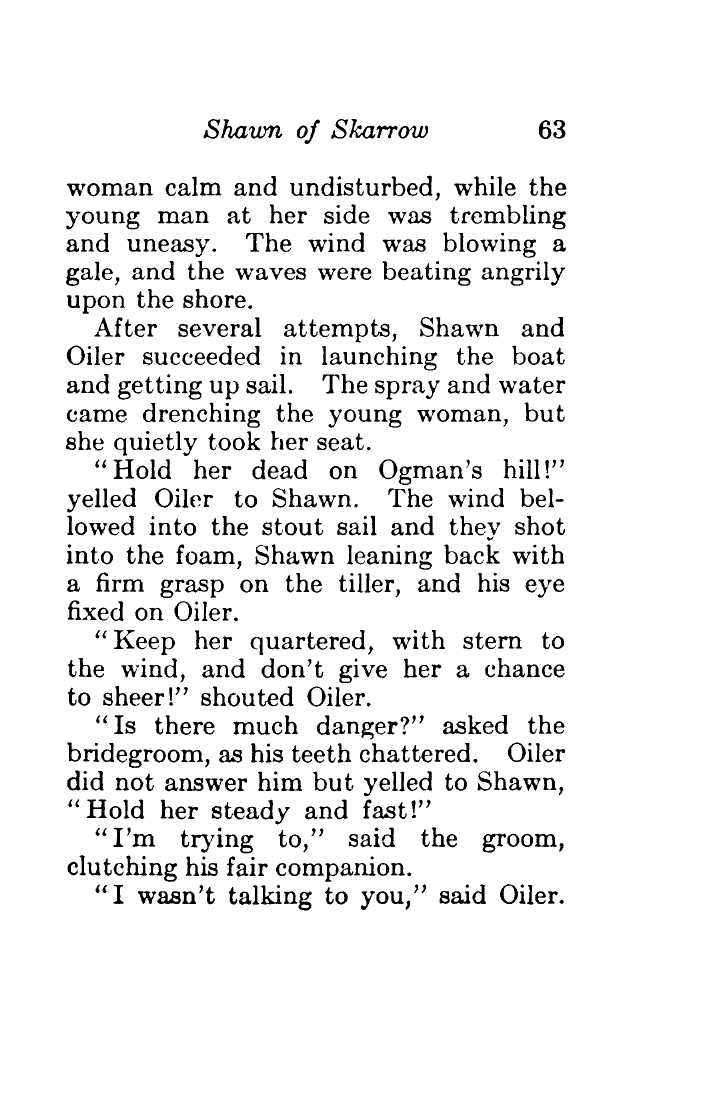 Shawn of Skarrow 63
woman calm and undisturbed, while the
young man at her side was trembling
and uneasy. The wind was blowing a
gale, and the waves were beating angrily
upon the shore.
After several attempts, Shawn and
Oiler succeeded in launching the boat
and getting up sail. The spray and water
came drenching the young woman, but
she quietly took her seat.
"Hold her dead on Ogman's hill!"
yelled Oiler to Shawn. The wind bel-
lowed into the stout sail and they shot
into the foam, Shawn leaning back with
a firm grasp on the tiller, and his eye
fixed on Oiler.
"Keep her quartered, with stern to
the wind, and don't give her a chance
to sheer!" shouted Oiler.
"Is there much danger?" asked the
bridegroom, as his teeth chattered. Oiler
did not answer him but yelled to Shawn,
"Hold her steady and fast!"
"I'm trying to," said the groom,
clutching his fair companion.
"I wasn't talking to you," said Oiler.